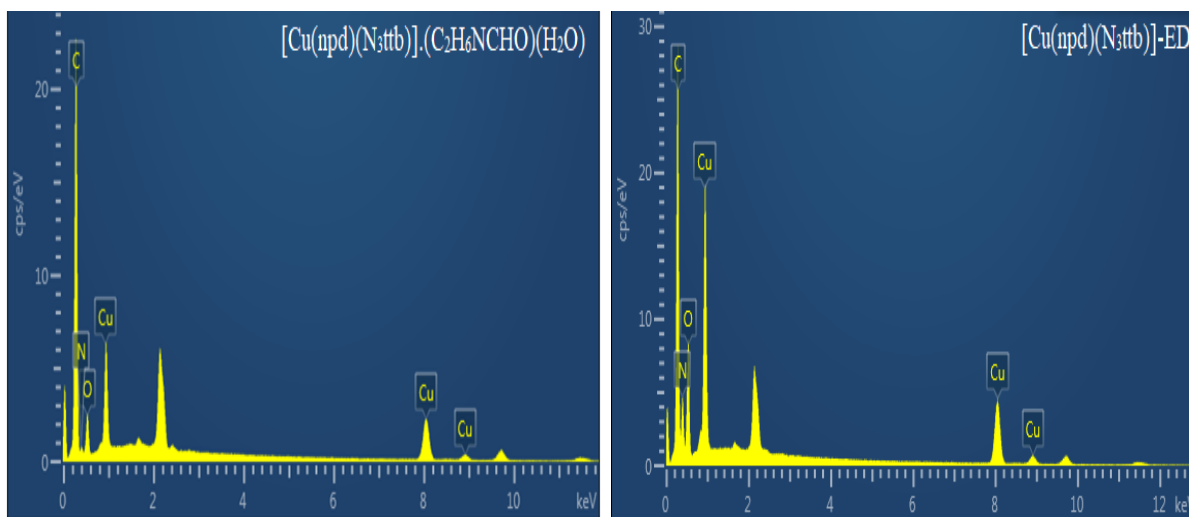 [Cu(npd)(N₃ttb)].(C₂H₆NCHO)(H₂O)
C
20
Cu
N
O
10
cps/eV
Cu
Cu
0
0 2 4 6 8 10 keV
[Cu(npd)(N₃ttb)]-ED
30
C
Cu
20
O
N
10
cps/eV
Cu
Cu
0
0 2 4 6 8 10 12 ke